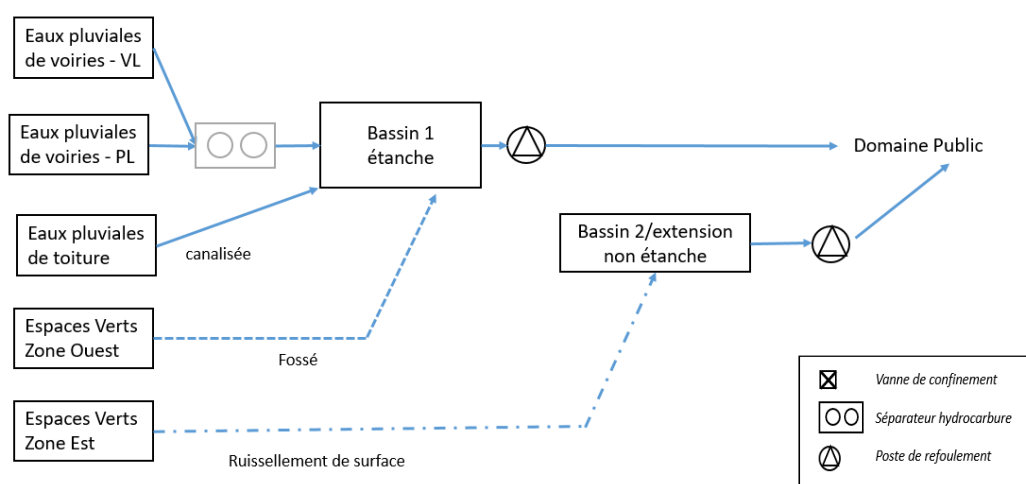 Eaux pluviales
de voiries - VL
Eaux pluviales
de voiries - PL
Bassin 1
étanche
Domaine Public
Eaux pluviales
de toiture
canalisée
Bassin 2/extension
non étanche
Espaces Verts
Zone Ouest
Fossé
Espaces Verts
Zone Est
Ruissellement de surface
Vanne de confinement
Séparateur hydrocarbure
Poste de refoulement